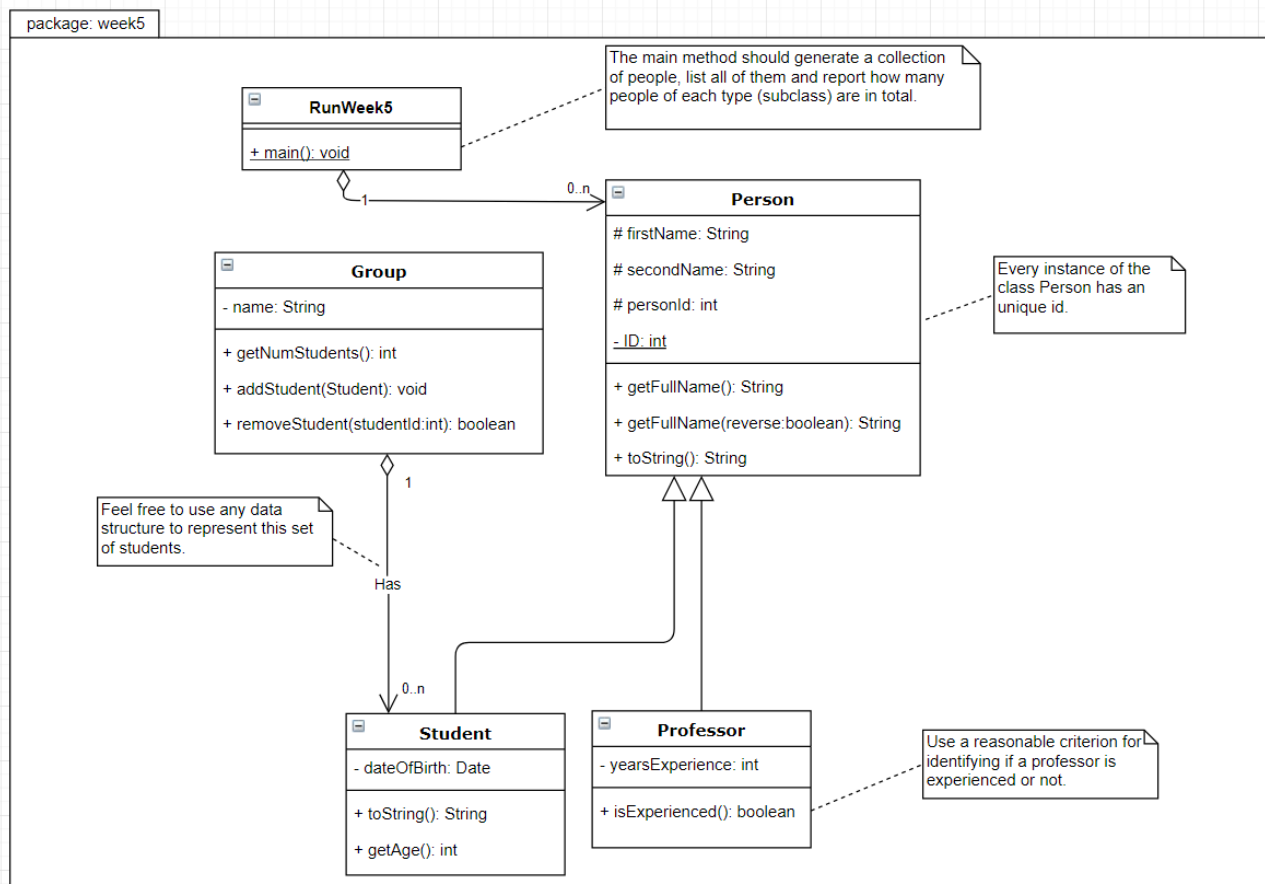 package: week5
The main method should generate a collection
of people, list all of them and report how many
people of each type (subclass) are in total.
RunWeek5
+ main(): void
1
0..n
Person
# firstName: String
# secondName: String
# personId: int
- ID: int
+ getFullName(): String
+ getFullName(reverse:boolean): String
+ toString(): String
Every instance of the
class Person has an
unique id.
Group
- name: String
+ getNumStudents(): int
+ addStudent(Student): void
+ removeStudent(studentId:int): boolean
1
Feel free to use any data
structure to represent this set
of students.
Has
0..n
Student
- dateOfBirth: Date
+ toString(): String
+ getAge(): int
Professor
- yearsExperience: int
+ isExperienced(): boolean
Use a reasonable criterion for
identifying if a professor is
experienced or not.